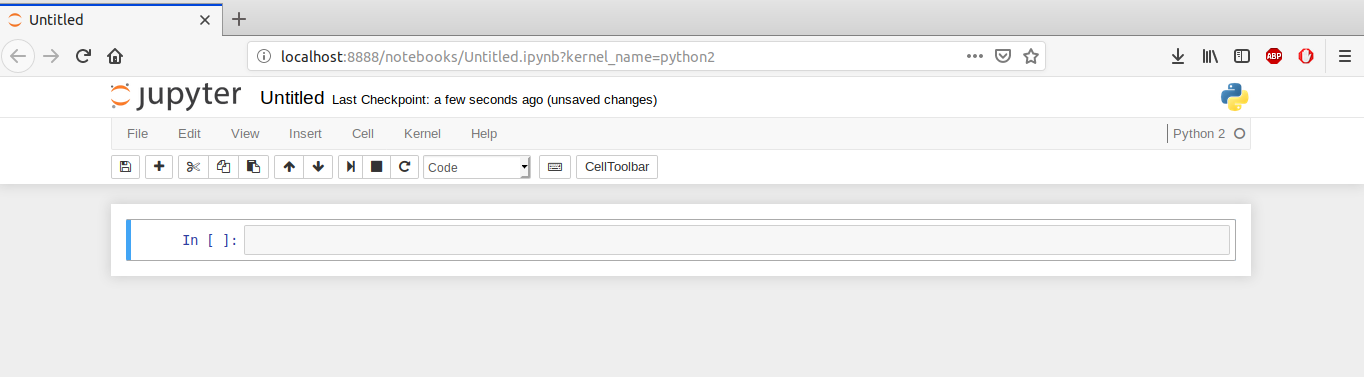 Untitled
localhost:8888/notebooks/Untitled.ipynb?kernel_name=python2
ABP
jupyter Untitled Last Checkpoint: a few seconds ago (unsaved changes)
File Edit View Insert Cell Kernel Help Python 2
Code CellToolbar
In [ ]: